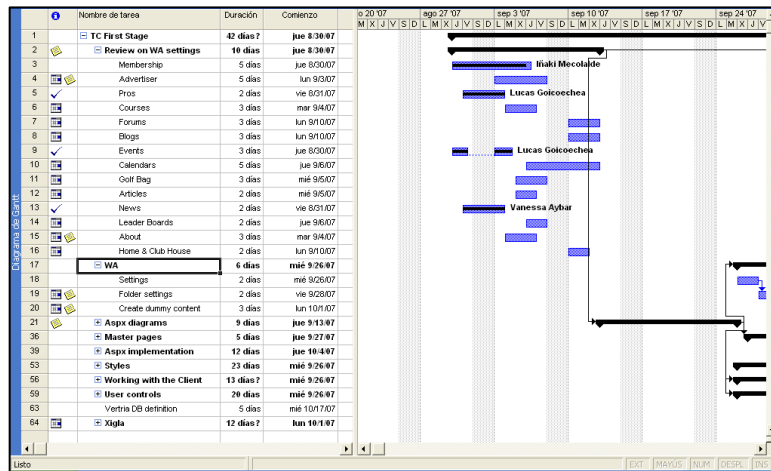 Nombre de tarea Duración Comienzo
o 20 '07 ago 27 '07 sep 3 '07 sep 10 '07 sep 17 '07 sep 24 '07
M X J V S D L M X J V S D L M X J V S D L M X J V S D L M X J V S D L M X J V
1 TC First Stage 42 días? jue 8/30/07
2 Review on WA settings 10 días jue 8/30/07
3 Membership 5 días jue 8/30/07 Iñaki Mecolalde
4 Advertiser 5 días lun 9/3/07
5 Pros 2 días vie 8/31/07 Lucas Goicoechea
6 Courses 3 días mar 9/4/07
7 Forums 3 días lun 9/10/07
8 Blogs 3 días lun 9/10/07
9 Events 3 días jue 8/30/07 Lucas Goicoechea
10 Calendars 5 días jue 9/6/07
11 Golf Bag 3 días mié 9/5/07
12 Articles 3 días mié 9/5/07
13 News 2 días vie 8/31/07 Vanessa Aybar
14 Leader Boards 2 días jue 9/6/07
15 About 3 días mar 9/4/07
16 Home & Club House 2 días lun 9/10/07
17 WA 6 días mié 9/26/07
18 Settings 2 días mié 9/26/07
19 Folder settings 2 días vie 9/28/07
20 Create dummy content 3 días lun 10/1/07
21 Aspx diagrams 9 días jue 9/13/07
36 Master pages 5 días jue 9/27/07
39 Aspx implementation 12 días jue 10/4/07
53 Styles 23 días mié 9/26/07
56 Working with the Client 13 días? mié 9/26/07
59 User controls 20 días mié 9/26/07
63 Vertria DB definition 5 días mié 10/17/07
64 Xigla 12 días? lun 10/1/07
Diagrama de Gantt
Listo EXT MAYÚS NUM DESPL INS